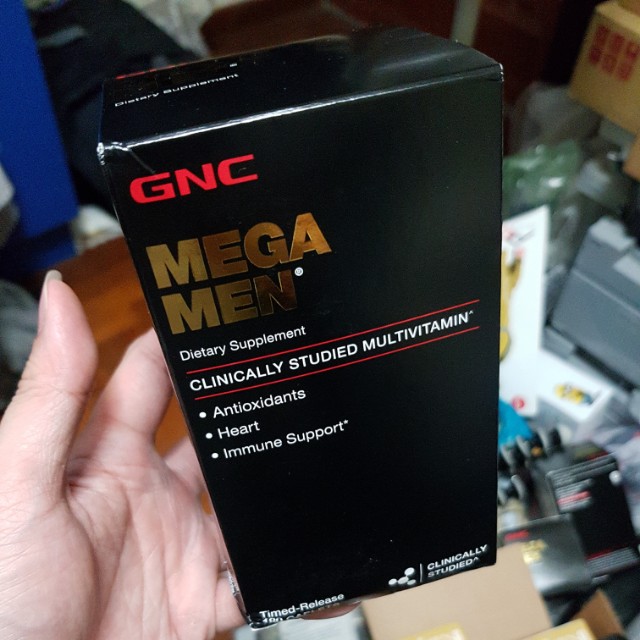 Dietary Supplement
GNC
MEGA
MEN®
Dietary Supplement
CLINICALLY STUDIED MULTIVITAMIN^
• Antioxidants
• Heart
• Immune Support*
CLINICALLY
STUDIED^
Timed-Release